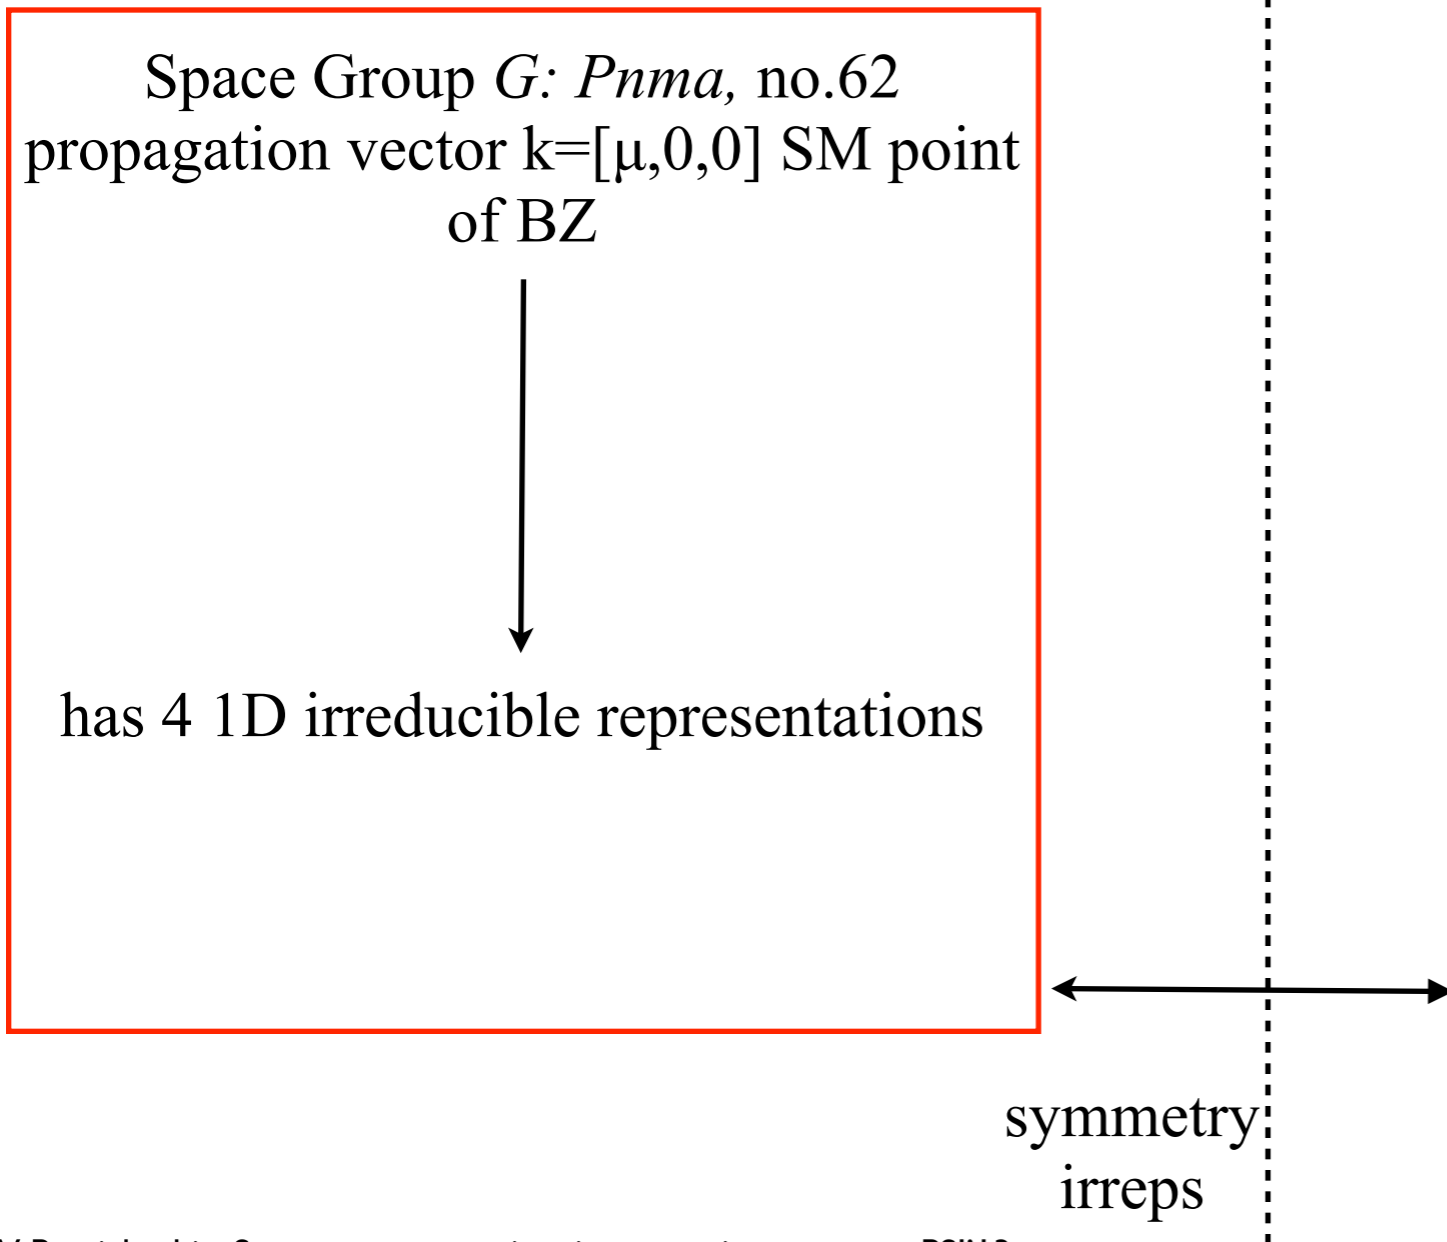 Space Group G: Pnma, no.62
propagation vector k=[μ,0,0] SM point
of BZ
has 4 1D irreducible representations
symmetry
irreps